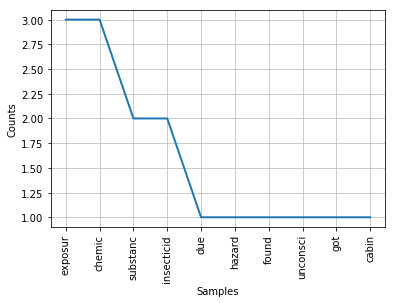 3.00
2.75
2.50
2.25
2.00
1.75
1.50
1.25
1.00
Counts
exposur
chemic
substanc
insecticid
due
hazard
found
unconsci
got
cabin
Samples